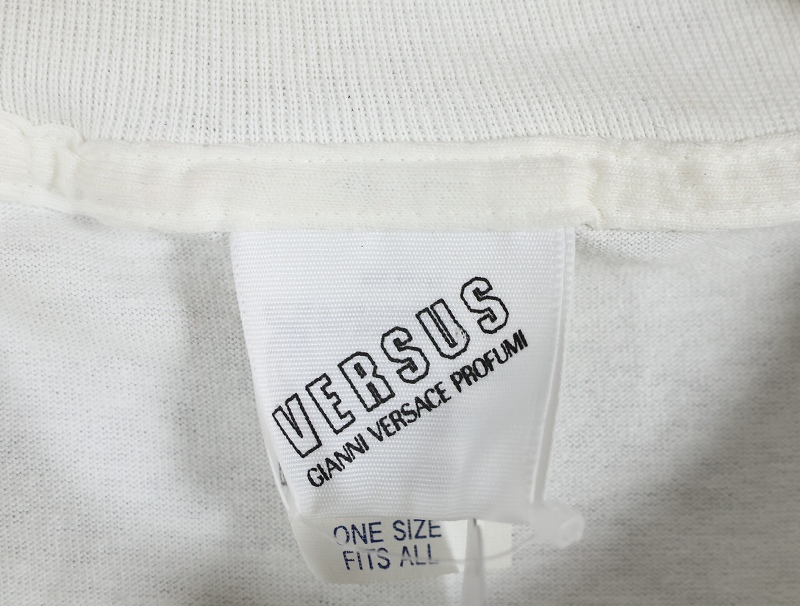 VERSUS
GIANNI VERSACE PROFUMI
ONE SIZE
FITS ALL